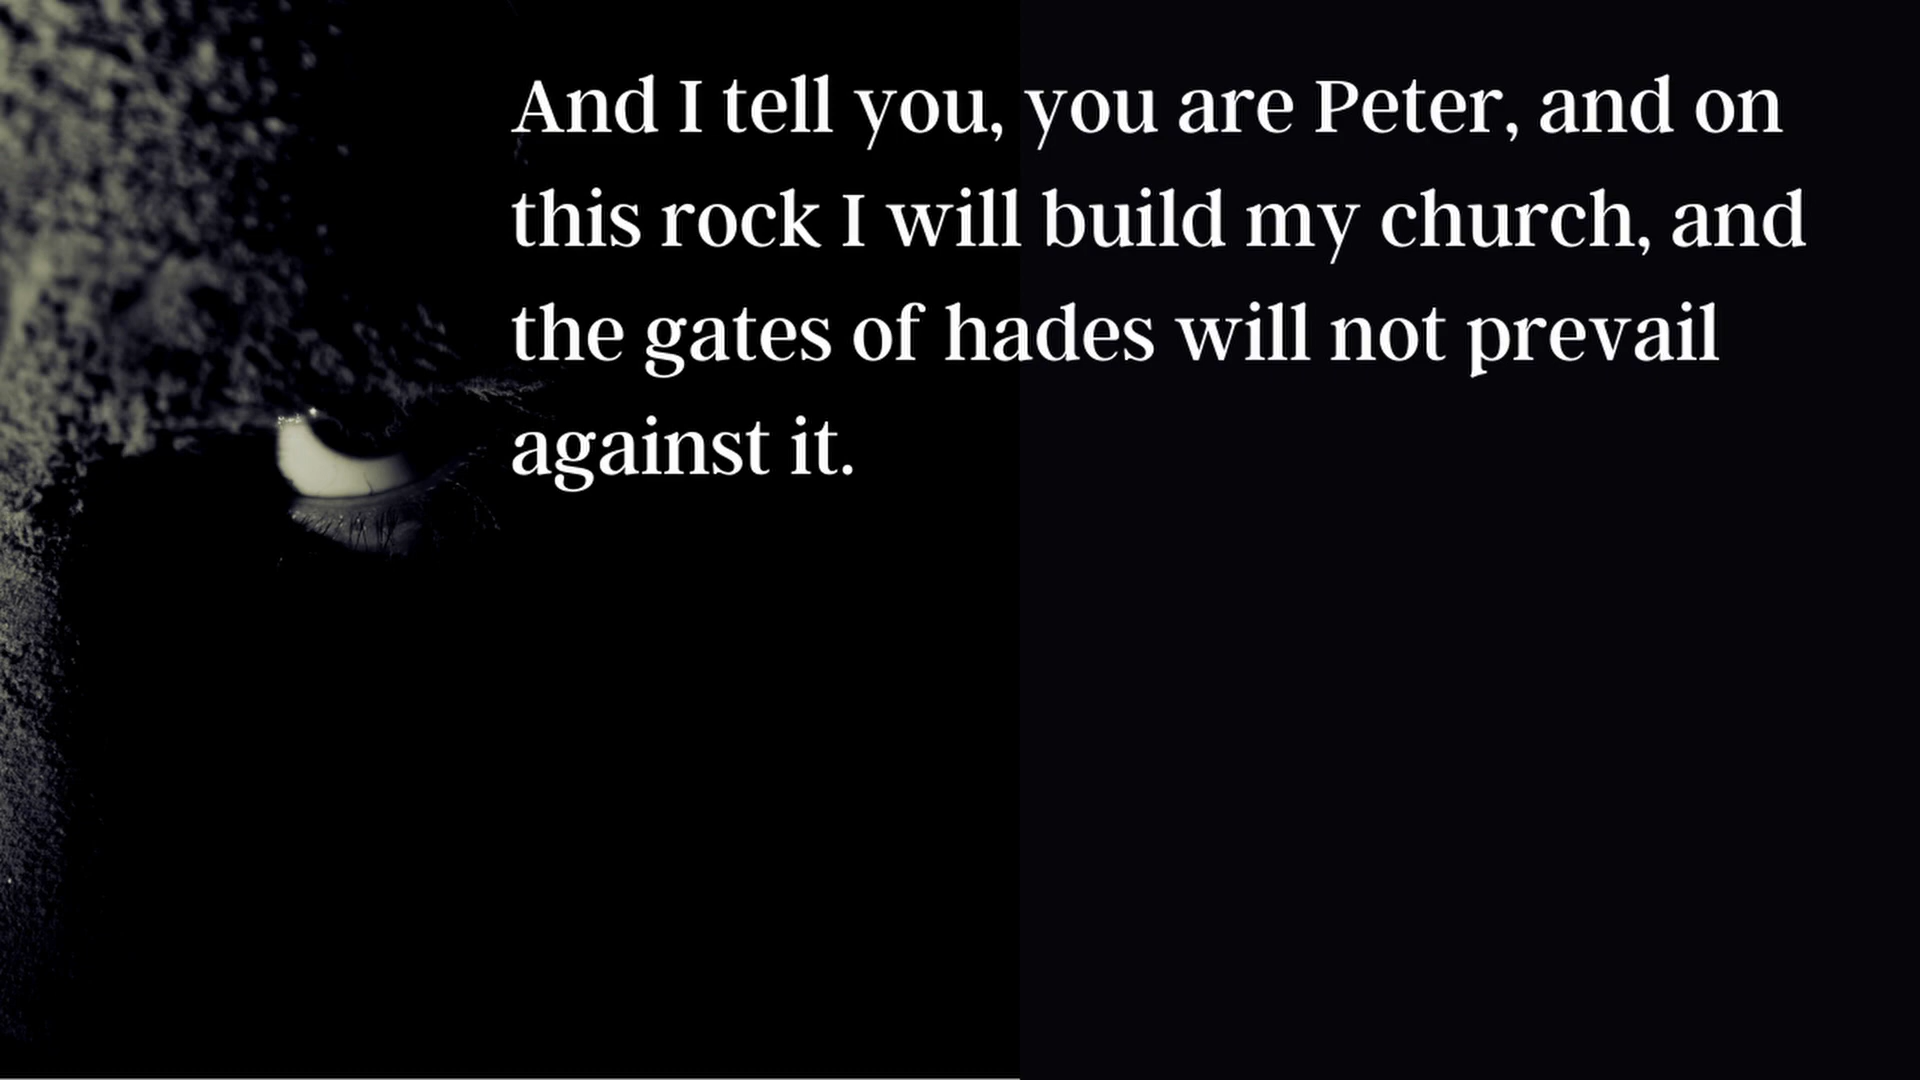 And I tell you, you are Peter, and on
this rock I will build my church, and
the gates of hades will not prevail
against it.